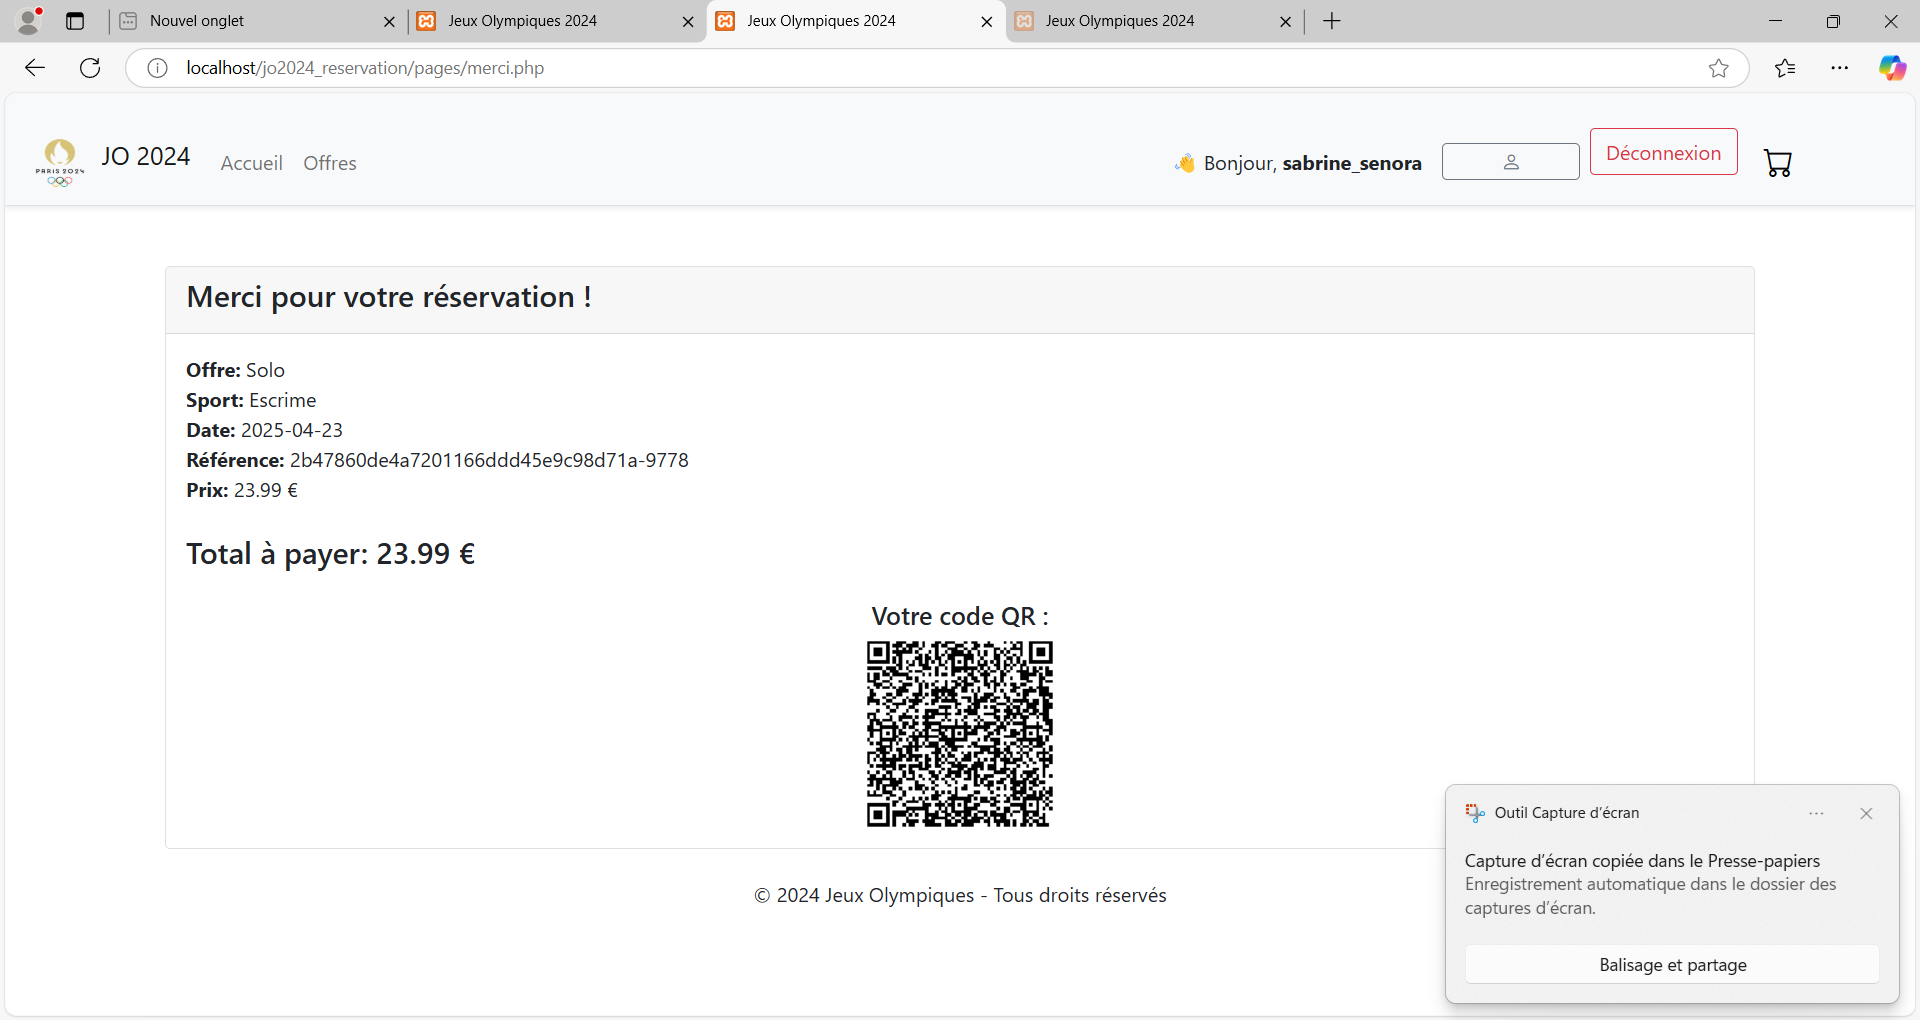 Nouvel onglet
Jeux Olympiques 2024
Jeux Olympiques 2024
Jeux Olympiques 2024
localhost/jo2024_reservation/pages/merci.php
PARIS 2024
JO 2024
Accueil
Offres
👋 Bonjour, sabrine_senora
Déconnexion
Merci pour votre réservation !
Offre: Solo
Sport: Escrime
Date: 2025-04-23
Référence: 2b47860de4a7201166ddd45e9c98d71a-9778
Prix: 23.99 €
Total à payer: 23.99 €
Votre code QR :
© 2024 Jeux Olympiques - Tous droits réservés
Outil Capture d’écran
Capture d’écran copiée dans le Presse-papiers
Enregistrement automatique dans le dossier des
captures d’écran.
Balisage et partage